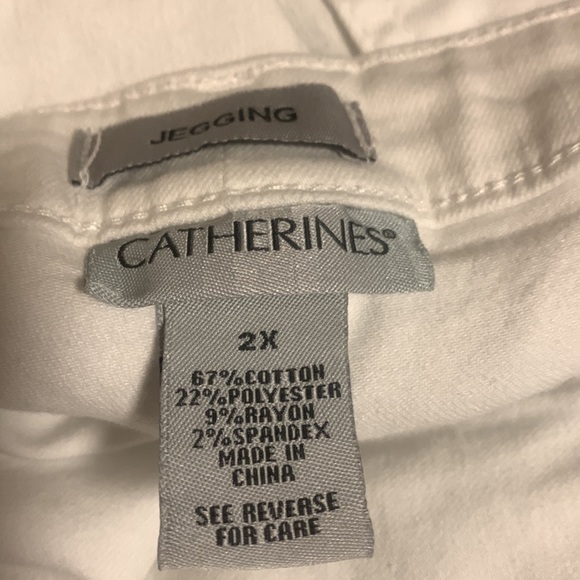 JEGGING
CATHERINES®
2X
67%COTTON
22%POLYESTER
9%RAYON
2%SPANDEX
MADE IN
CHINA
SEE REVERSE
FOR CARE